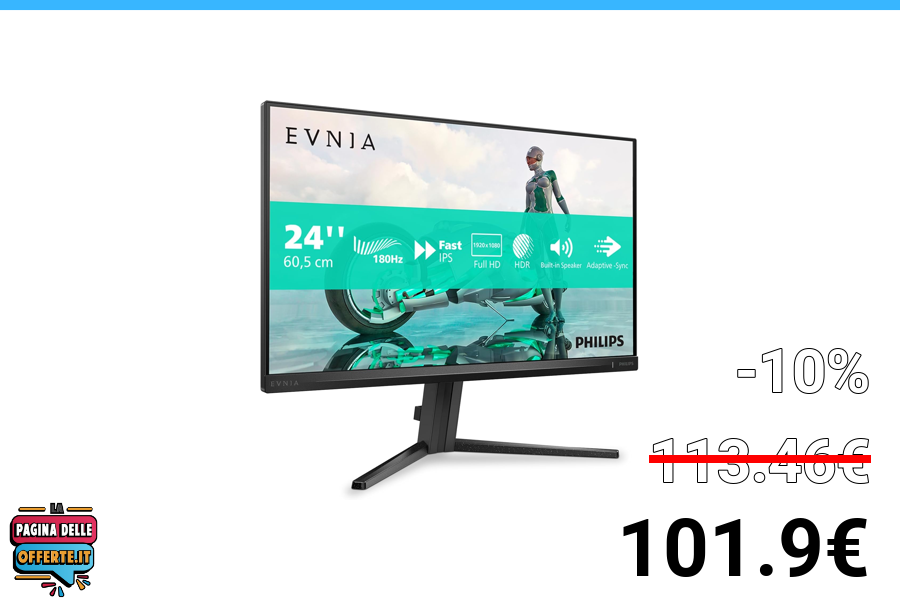 EVNIA
24''
60,5 cm
180Hz
Fast
IPS
1920x1080
Full HD
HDR
Built-in Speaker
Adaptive-Sync
PHILIPS
EVNIA
-10%
113.46€
101.9€
LA
PAGINA DELLE
OFFERTE.IT